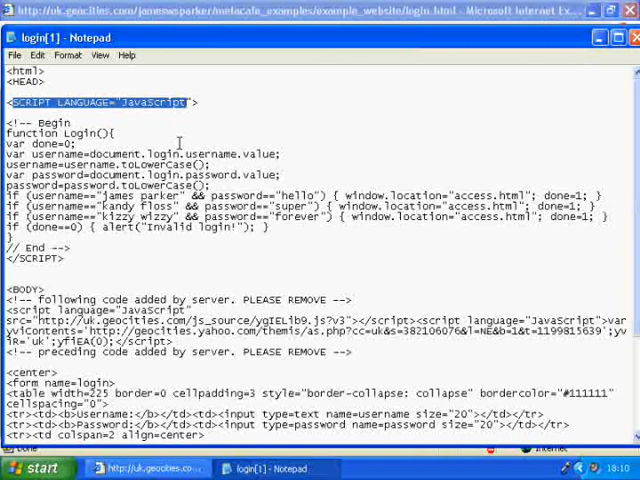 http://uk.geocities.com/jameswsparker/metacafe_examples/example_website/login.html - Microsoft Internet Ex...
login[1] - Notepad
File Edit Format View Help
<html>
<HEAD>
<SCRIPT LANGUAGE="JavaScript">
<!-- Begin
function Login(){
var done=0;
var username=document.login.username.value;
username=username.toLowerCase();
var password=document.login.password.value;
password=password.toLowerCase();
if (username=="james parker" && password=="hello") { window.location="access.html"; done=1; }
if (username=="kandy floss" && password=="super") { window.location="access.html"; done=1; }
if (username=="kizzy wizzy" && password=="forever") { window.location="access.html"; done=1; }
if (done==0) { alert("Invalid login!"); }
}
// End -->
</SCRIPT>
<BODY>
<!-- following code added by server. PLEASE REMOVE -->
<script language="JavaScript"
src="http://uk.geocities.com/js_source/ygIELib9.js?v3"></script><script language="JavaScript">var
yviContents='http://geocities.yahoo.com/themis/as.php?cc=uk&s=382106076&l=NE&b=1&t=1199815639';yv
iR='uk';yfiEA(0);</script>
<!-- preceding code added by server. PLEASE REMOVE -->
<center>
<form name=login>
<table width=225 border=0 cellpadding=3 style="border-collapse: collapse" bordercolor="#111111"
cellspacing="0">
<tr><td><b>Username:</b></td><td><input type=text name=username size="20"></td></tr>
<tr><td><b>Password:</b></td><td><input type=password name=password size="20"></td></tr>
<tr><td colspan=2 align=center>
Done Internet
start http://uk.geocities.co... login[1] - Notepad 18:10